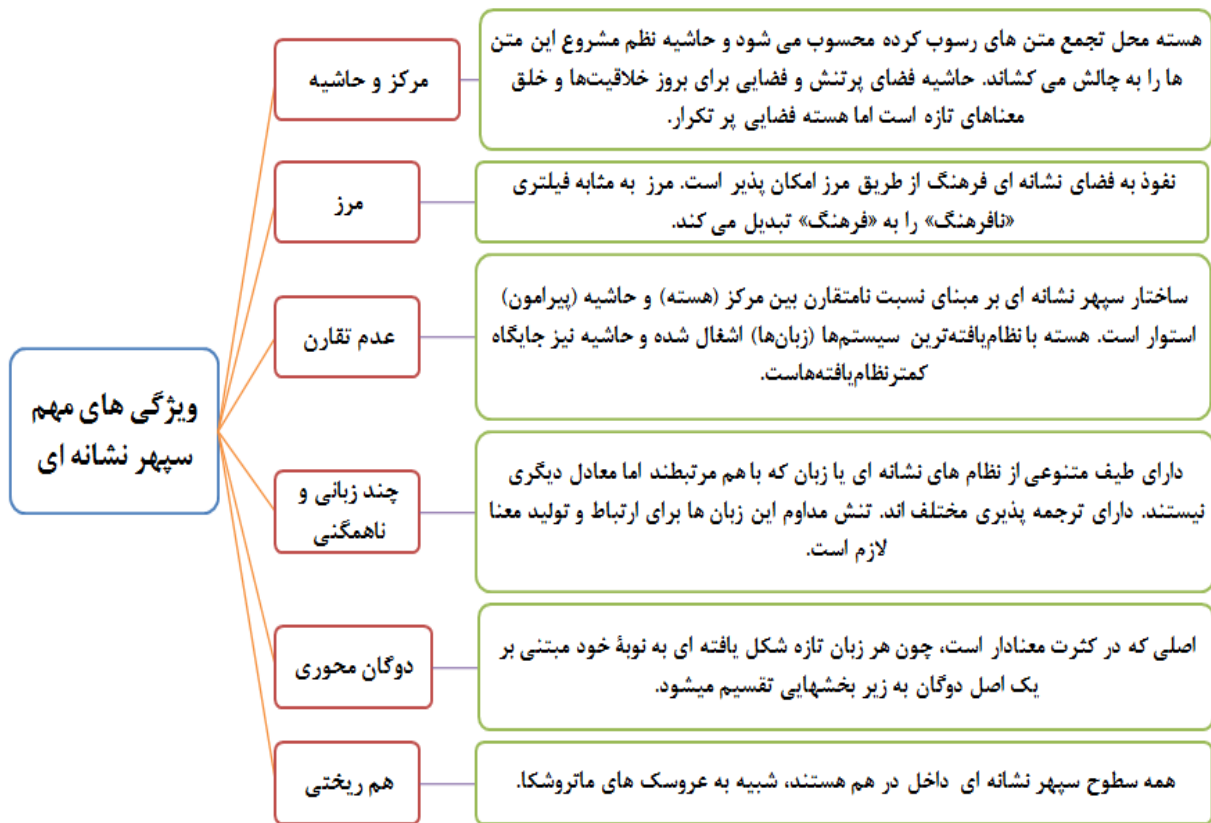 ویژگی های مهم
سپهر نشانه ای
مرکز و حاشیه
هسته محل تجمع متن های رسوب کرده محسوب می شود و حاشیه نظم مشروع این متن
ها را به چالش می کشاند. حاشیه فضای پرتنش و فضایی برای بروز خلاقیت‌ها و خلق
معناهای تازه است اما هسته فضایی پر تکرار.
مرز
نفوذ به فضای نشانه ای فرهنگ از طریق مرز امکان پذیر است. مرز به مثابه فیلتری
«نافرهنگ» را به «فرهنگ» تبدیل می کند.
عدم تقارن
ساختار سپهر نشانه ای بر مبنای نسبت نامتقارن بین مرکز (هسته) و حاشیه (پیرامون)
استوار است. هسته با نظام‌یافته‌ترین سیستم‌ها (زبان‌ها) اشغال شده و حاشیه نیز جایگاه
کمترنظام‌یافته‌هاست.
چند زبانی و
ناهمگنی
دارای طیف متنوعی از نظام های نشانه ای یا زبان که با هم مرتبطند اما معادل دیگری
نیستند. دارای ترجمه پذیری مختلف اند. تنش مداوم این زبان ها برای ارتباط و تولید معنا
لازم است.
دوگان محوری
اصلی که در کثرت معنادار است، چون هر زبان تازه شکل یافته ای به نوبۀ خود مبتنی بر
یک اصل دوگان به زیر بخشهایی تقسیم میشود.
هم ریختی
همه سطوح سپهر نشانه ای داخل در هم هستند، شبیه به عروسک های ماتروشکا.